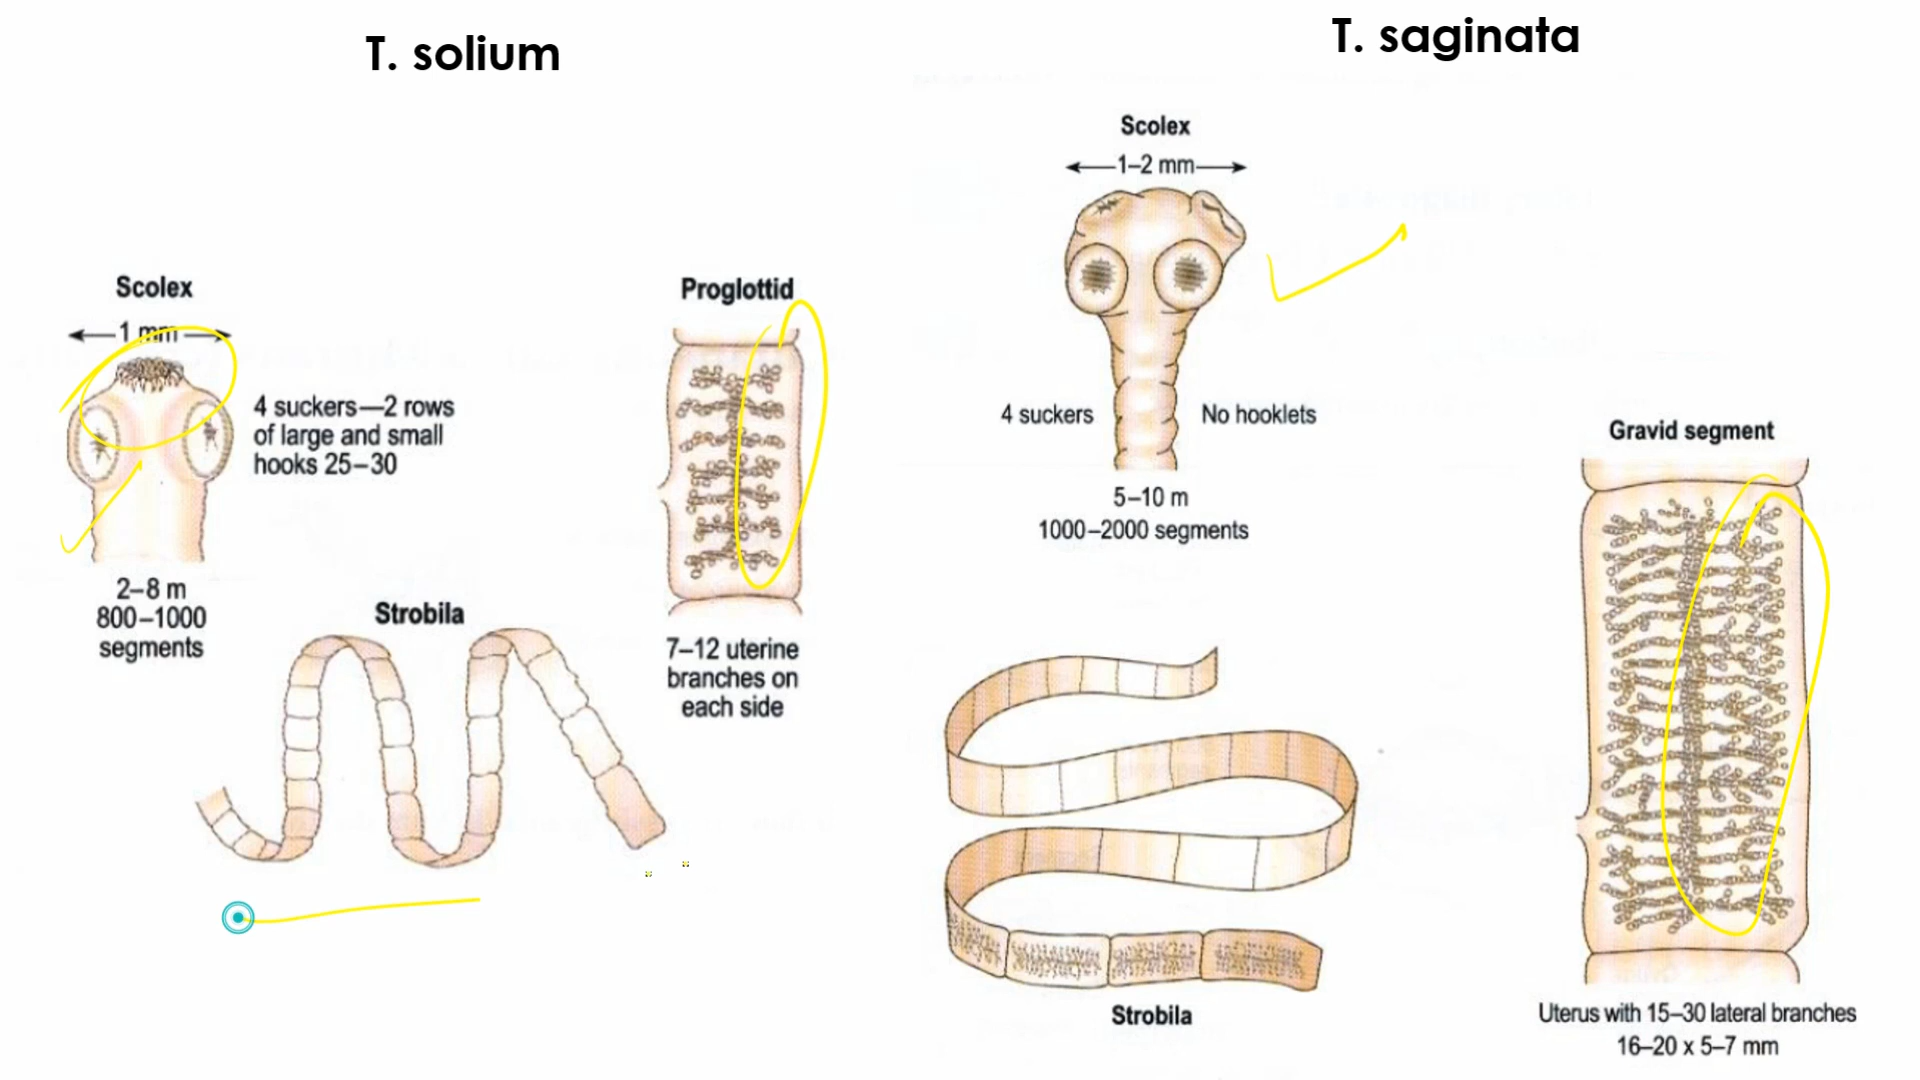 T. solium
Scolex
1 mm
4 suckers—2 rows
of large and small
hooks 25–30
2–8 m
800–1000
segments
Strobila
Proglottid
7–12 uterine
branches on
each side
T. saginata
Scolex
1–2 mm
4 suckers
No hooklets
5–10 m
1000–2000 segments
Strobila
Gravid segment
Uterus with 15–30 lateral branches
16–20 x 5–7 mm